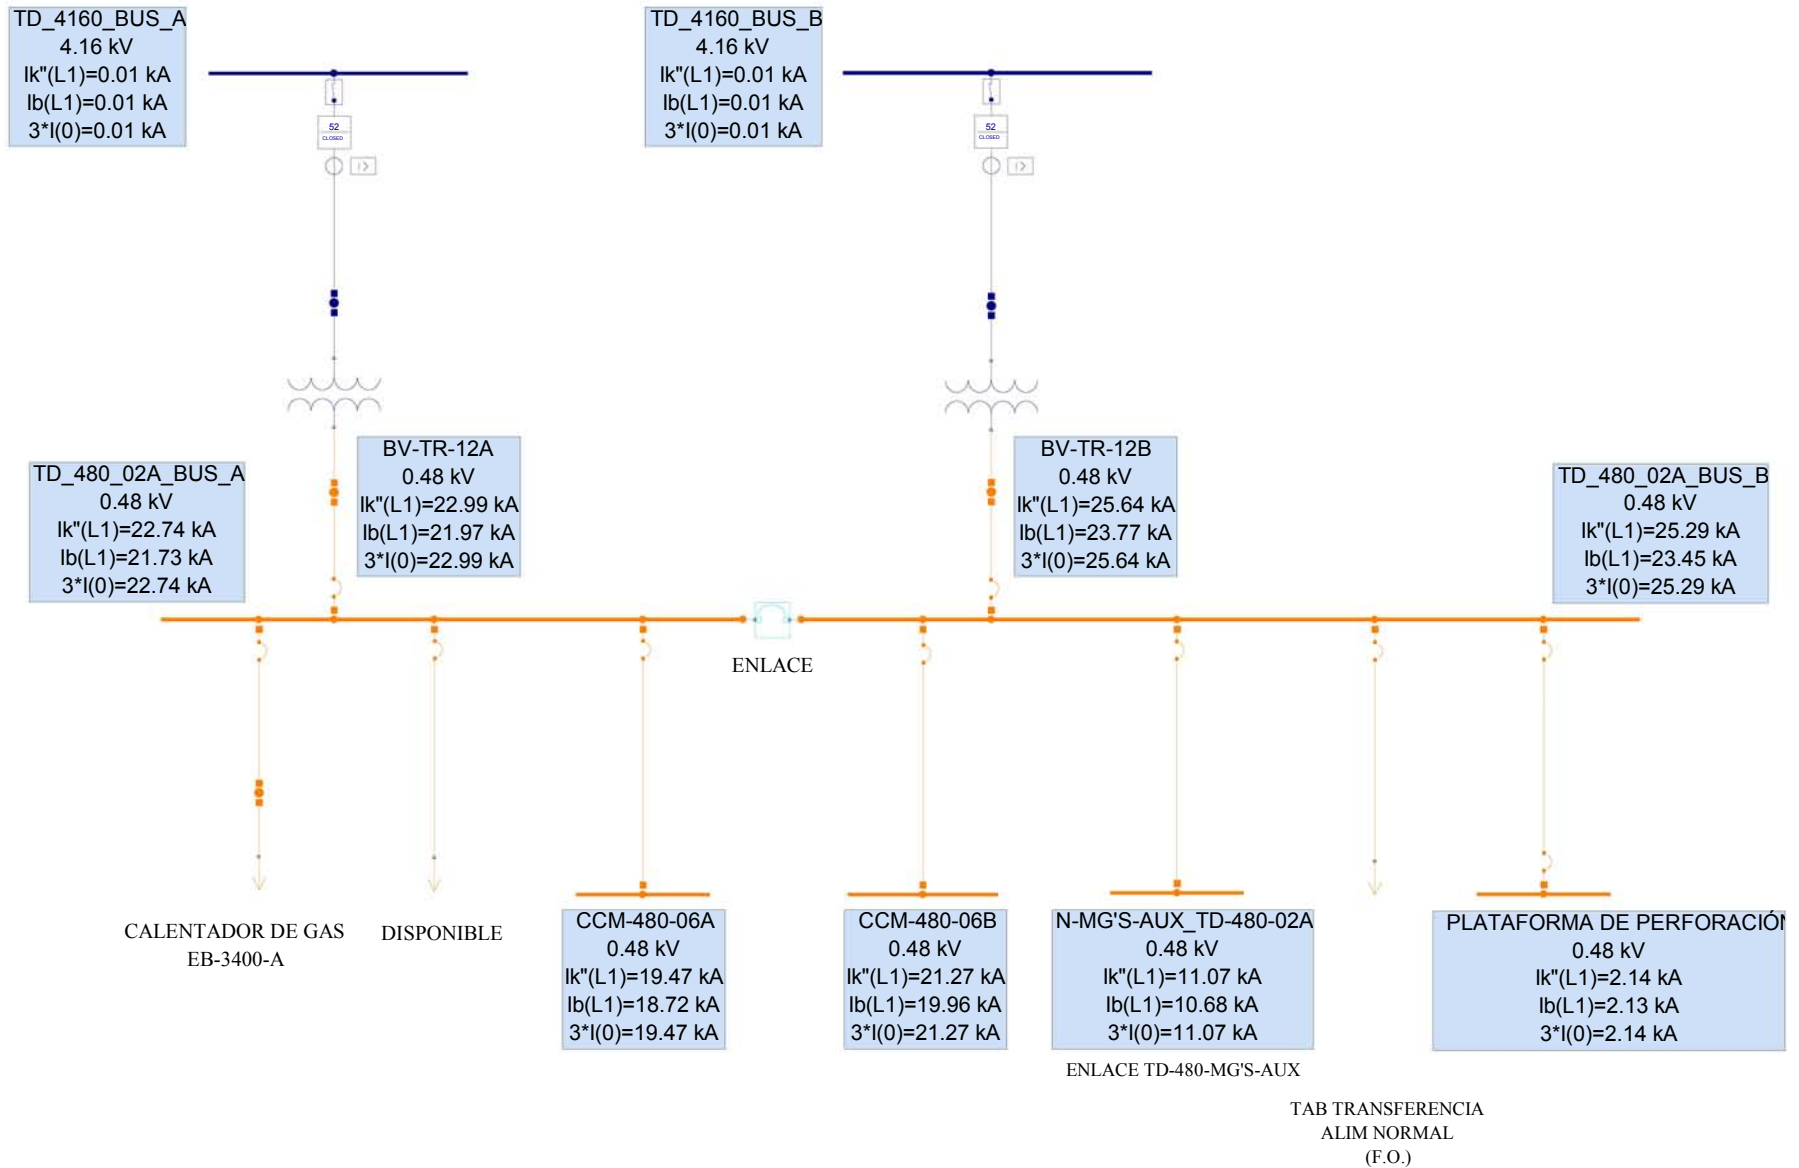 TD_4160_BUS_A
4.16 kV
Ik"(L1)=0.01 kA
Ib(L1)=0.01 kA
3*I(0)=0.01 kA
TD_4160_BUS_B
4.16 kV
Ik"(L1)=0.01 kA
Ib(L1)=0.01 kA
3*I(0)=0.01 kA
52
CLOSED
I>
52
CLOSED
I>
TD_480_02A_BUS_A
0.48 kV
Ik"(L1)=22.74 kA
Ib(L1)=21.73 kA
3*I(0)=22.74 kA
BV-TR-12A
0.48 kV
Ik"(L1)=22.99 kA
Ib(L1)=21.97 kA
3*I(0)=22.99 kA
BV-TR-12B
0.48 kV
Ik"(L1)=25.64 kA
Ib(L1)=23.77 kA
3*I(0)=25.64 kA
TD_480_02A_BUS_B
0.48 kV
Ik"(L1)=25.29 kA
Ib(L1)=23.45 kA
3*I(0)=25.29 kA
ENLACE
CALENTADOR DE GAS
EB-3400-A
DISPONIBLE
CCM-480-06A
0.48 kV
Ik"(L1)=19.47 kA
Ib(L1)=18.72 kA
3*I(0)=19.47 kA
CCM-480-06B
0.48 kV
Ik"(L1)=21.27 kA
Ib(L1)=19.96 kA
3*I(0)=21.27 kA
N-MG'S-AUX_TD-480-02A
0.48 kV
Ik"(L1)=11.07 kA
Ib(L1)=10.68 kA
3*I(0)=11.07 kA
ENLACE TD-480-MG'S-AUX
TAB TRANSFERENCIA
ALIM NORMAL
(F.O.)
PLATAFORMA DE PERFORACIÓN
0.48 kV
Ik"(L1)=2.14 kA
Ib(L1)=2.13 kA
3*I(0)=2.14 kA